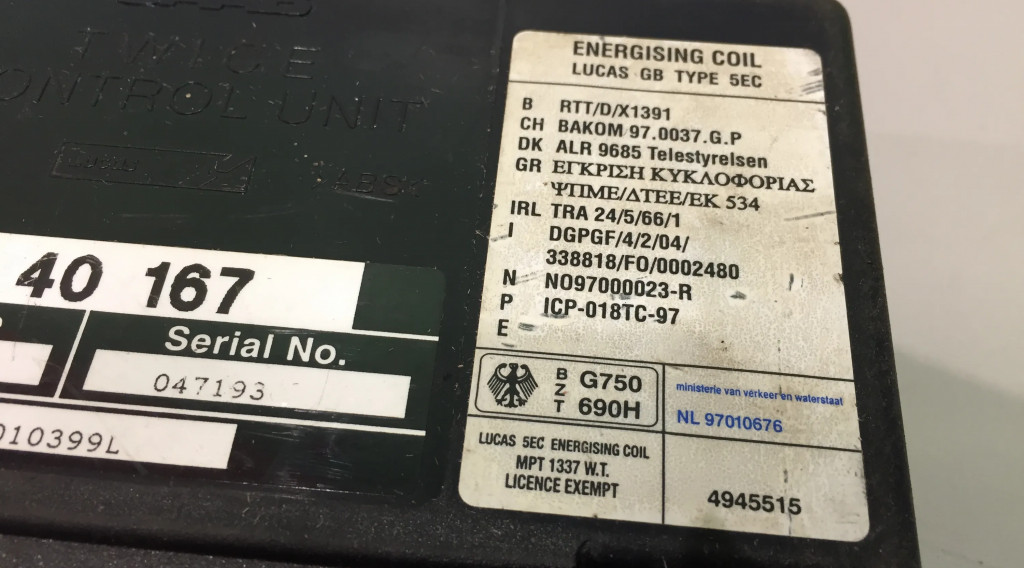 TWICE
CONTROL UNIT
>ABS<
40 167
Serial No.
047193
010399L
ENERGISING COIL
LUCAS GB TYPE 5EC
B RTT/D/X1391
CH BAKOM 97.0037.G.P
DK ALR 9685 Telestyrelsen
GR ΕΓΚΡΙΣΗ ΚΥΚΛΟΦΟΡΙΑΣ
ΨΤΙΜΕ/ΔΤΕΕ/ΕΚ 534
IRL TRA 24/5/66/1
I DGPGF/4/2/04/
338818/FO/0002480
N NO97000023-R
P ICP-018TC-97
E
BZT G750
690H
ministerie van verkeer en waterstaat
NL 97010676
LUCAS 5EC ENERGISING COIL
MPT 1337 W.T.
LICENCE EXEMPT
4945515